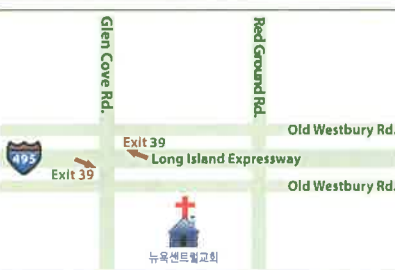 Glen Cove Rd.
Red Ground Rd.
Old Westbury Rd.
Exit 39
Long Island Expressway
495
Exit 39
Old Westbury Rd.
뉴욕센트럴교회